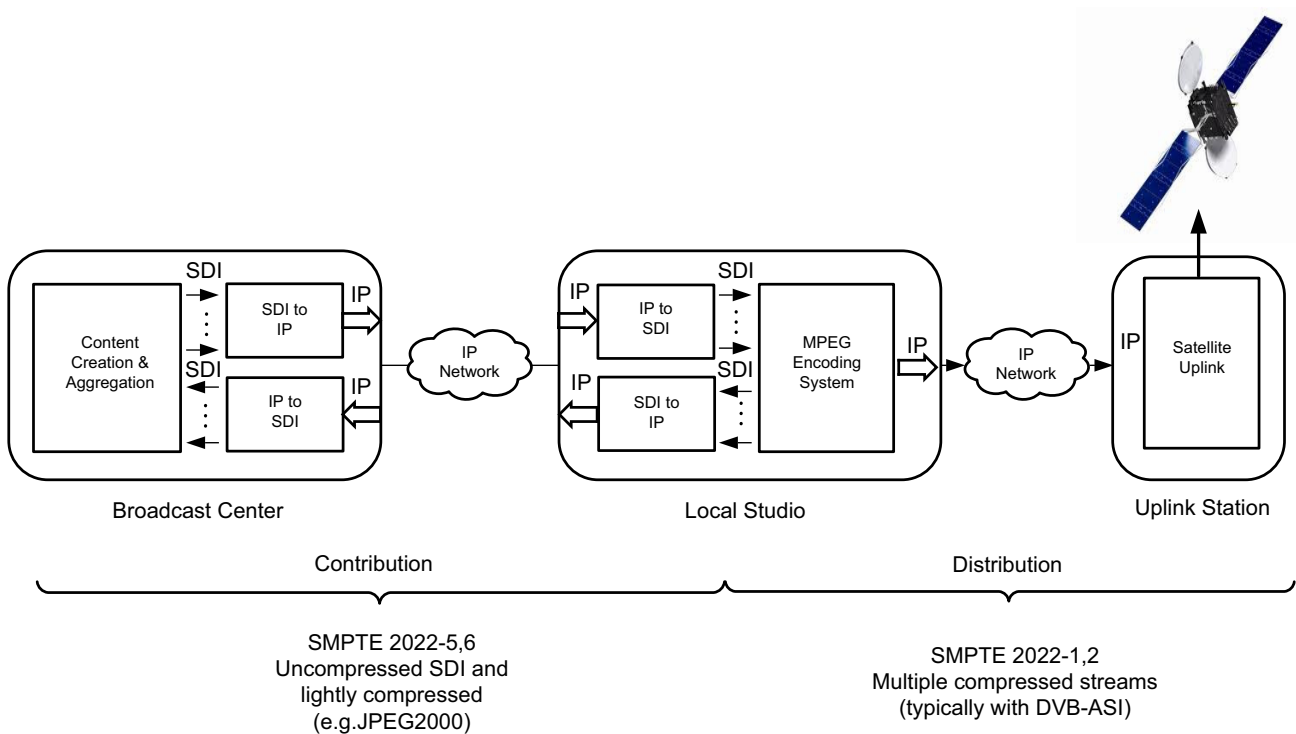 SDI
SDI to
IP
IP
Content
Creation &
Aggregation
SDI
IP to
SDI
IP
Broadcast Center
IP
Network
IP
IP to
SDI
SDI
IP
SDI to
IP
SDI
MPEG
Encoding
System
IP
Local Studio
IP
Network
IP
Satellite
Uplink
Uplink Station
Contribution
Distribution
SMPTE 2022-5,6
Uncompressed SDI and
lightly compressed
(e.g.JPEG2000)
SMPTE 2022-1,2
Multiple compressed streams
(typically with DVB-ASI)